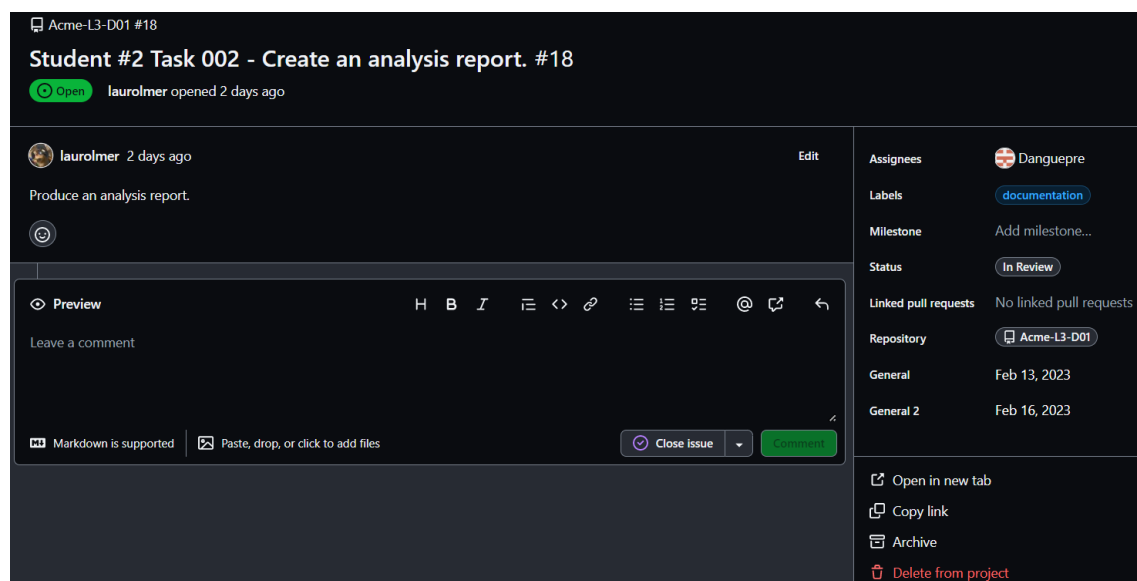 Acme-L3-D01 #18
Student #2 Task 002 - Create an analysis report. #18
Open laurolmer opened 2 days ago
laurolmer 2 days ago Edit
Produce an analysis report.
Preview H B I
Leave a comment
Markdown is supported Paste, drop, or click to add files Close issue Comment
Assignees Danguepre
Labels documentation
Milestone Add milestone...
Status In Review
Linked pull requests No linked pull requests
Repository Acme-L3-D01
General Feb 13, 2023
General 2 Feb 16, 2023
Open in new tab
Copy link
Archive
Delete from project